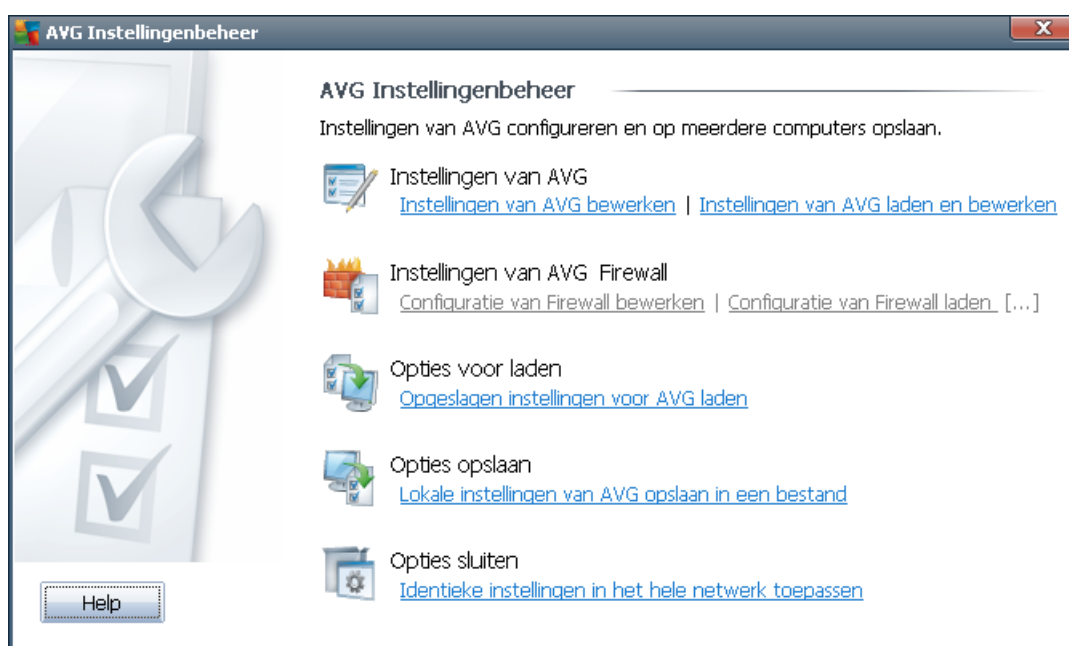 AVG Instellingenbeheer
AVG Instellingenbeheer
Instellingen van AVG configureren en op meerdere computers opslaan.
Instellingen van AVG
Instellingen van AVG bewerken | Instellingen van AVG laden en bewerken
Instellingen van AVG Firewall
Configuratie van Firewall bewerken | Configuratie van Firewall laden [...]
Opties voor laden
Opgeslagen instellingen voor AVG laden
Opties opslaan
Lokale instellingen van AVG opslaan in een bestand
Opties sluiten
Identieke instellingen in het hele netwerk toepassen
Help